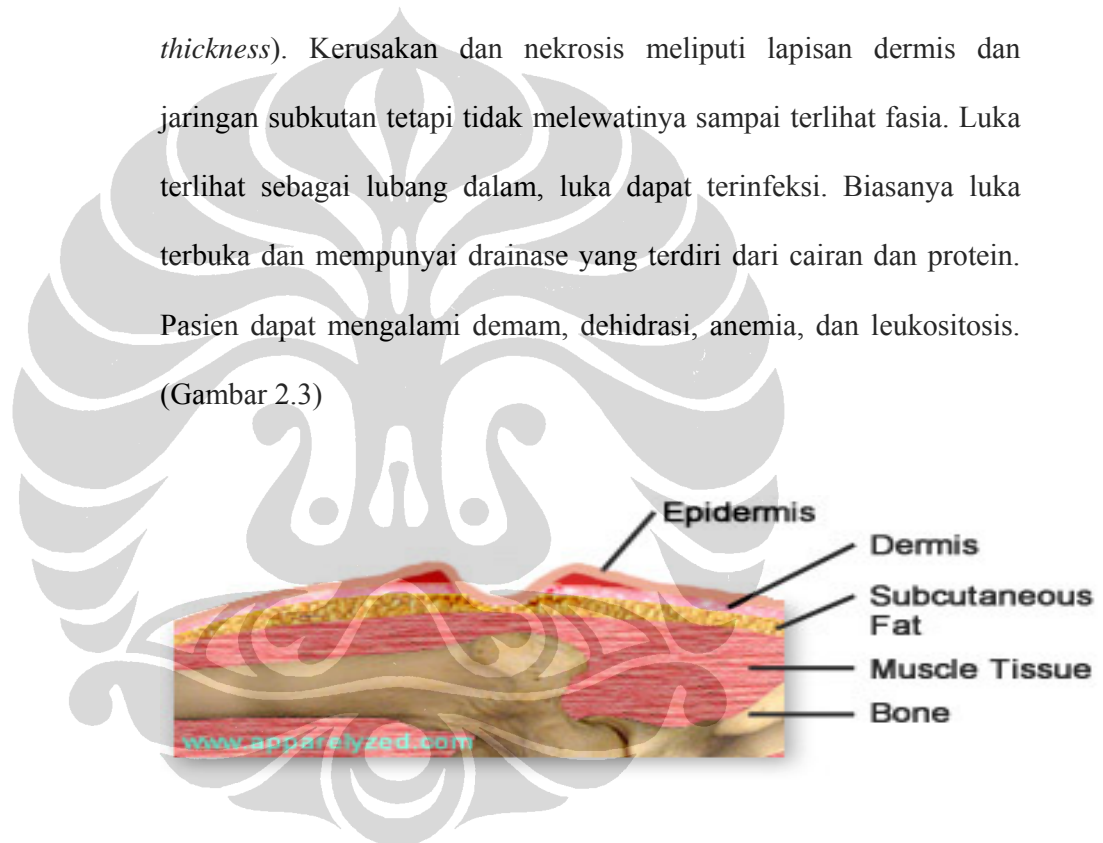 thickness). Kerusakan dan nekrosis meliputi lapisan dermis dan
jaringan subkutan tetapi tidak melewatinya sampai terlihat fasia. Luka
terlihat sebagai lubang dalam, luka dapat terinfeksi. Biasanya luka
terbuka dan mempunyai drainase yang terdiri dari cairan dan protein.
Pasien dapat mengalami demam, dehidrasi, anemia, dan leukositosis.
(Gambar 2.3)
Epidermis
Dermis
Subcutaneous
Fat
Muscle Tissue
Bone
www.apparelyzed.com